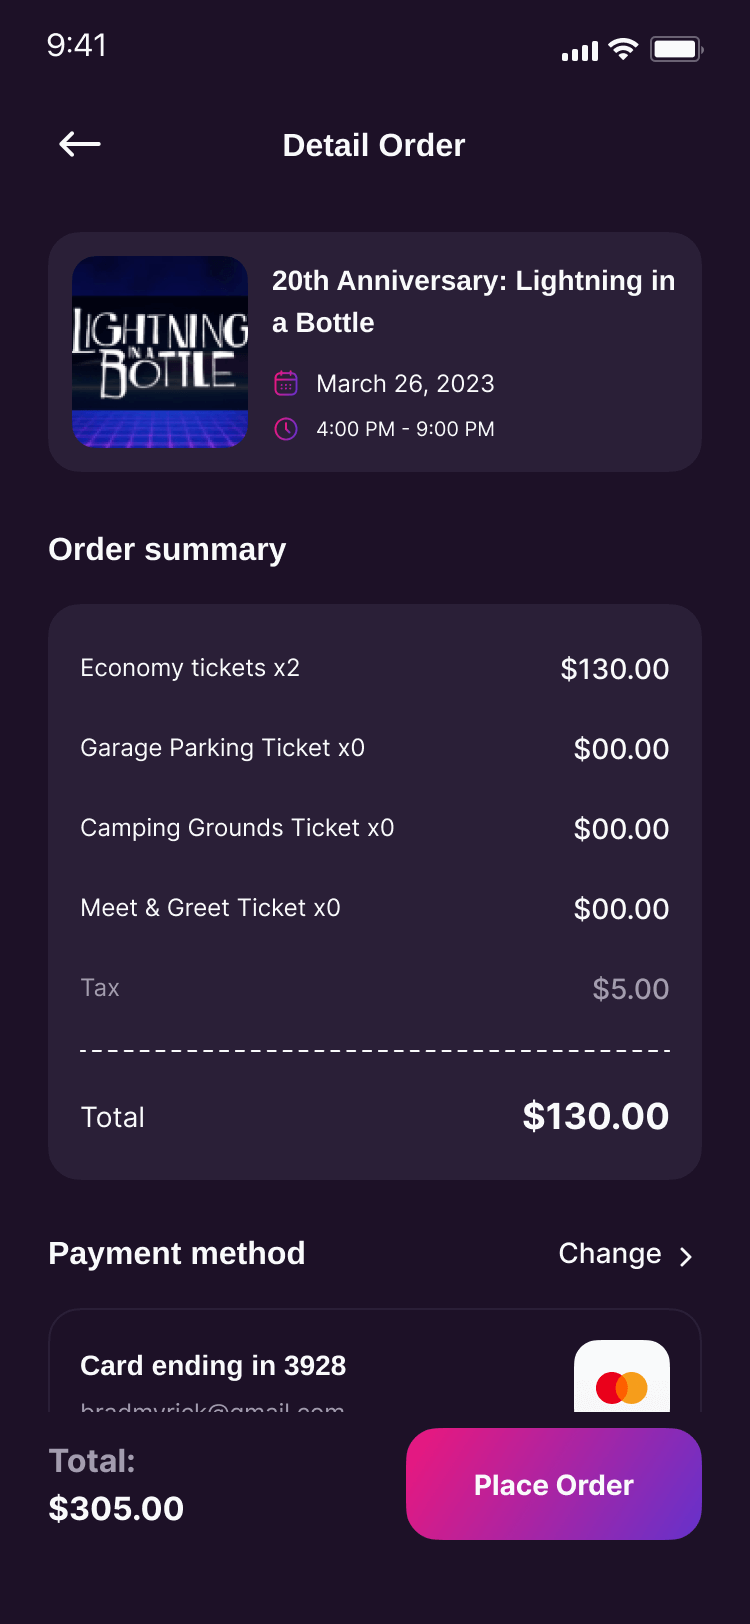 9:41
Detail Order
LIGHTNING
IN A
BOTTLE
20th Anniversary: Lightning in
a Bottle
March 26, 2023
4:00 PM - 9:00 PM
Order summary
Economy tickets x2 $130.00
Garage Parking Ticket x0 $00.00
Camping Grounds Ticket x0 $00.00
Meet & Greet Ticket x0 $00.00
Tax $5.00
Total $130.00
Payment method Change
Card ending in 3928
bradmyrick@gmail.com
Total:
$305.00
Place Order